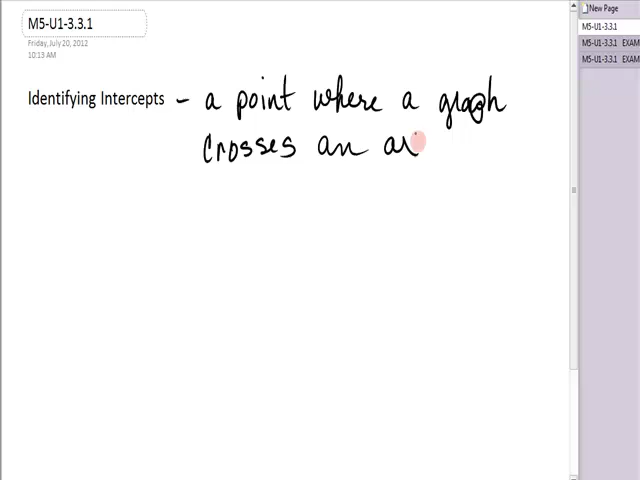 M5-U1-3.3.1
Friday, July 20, 2012
10:13 AM
Identifying Intercepts - a point where a graph
crosses an
New Page
M5-U1-3.3.1
M5-U1-3.3.1 EXAM
M5-U1-3.3.1 EXAM